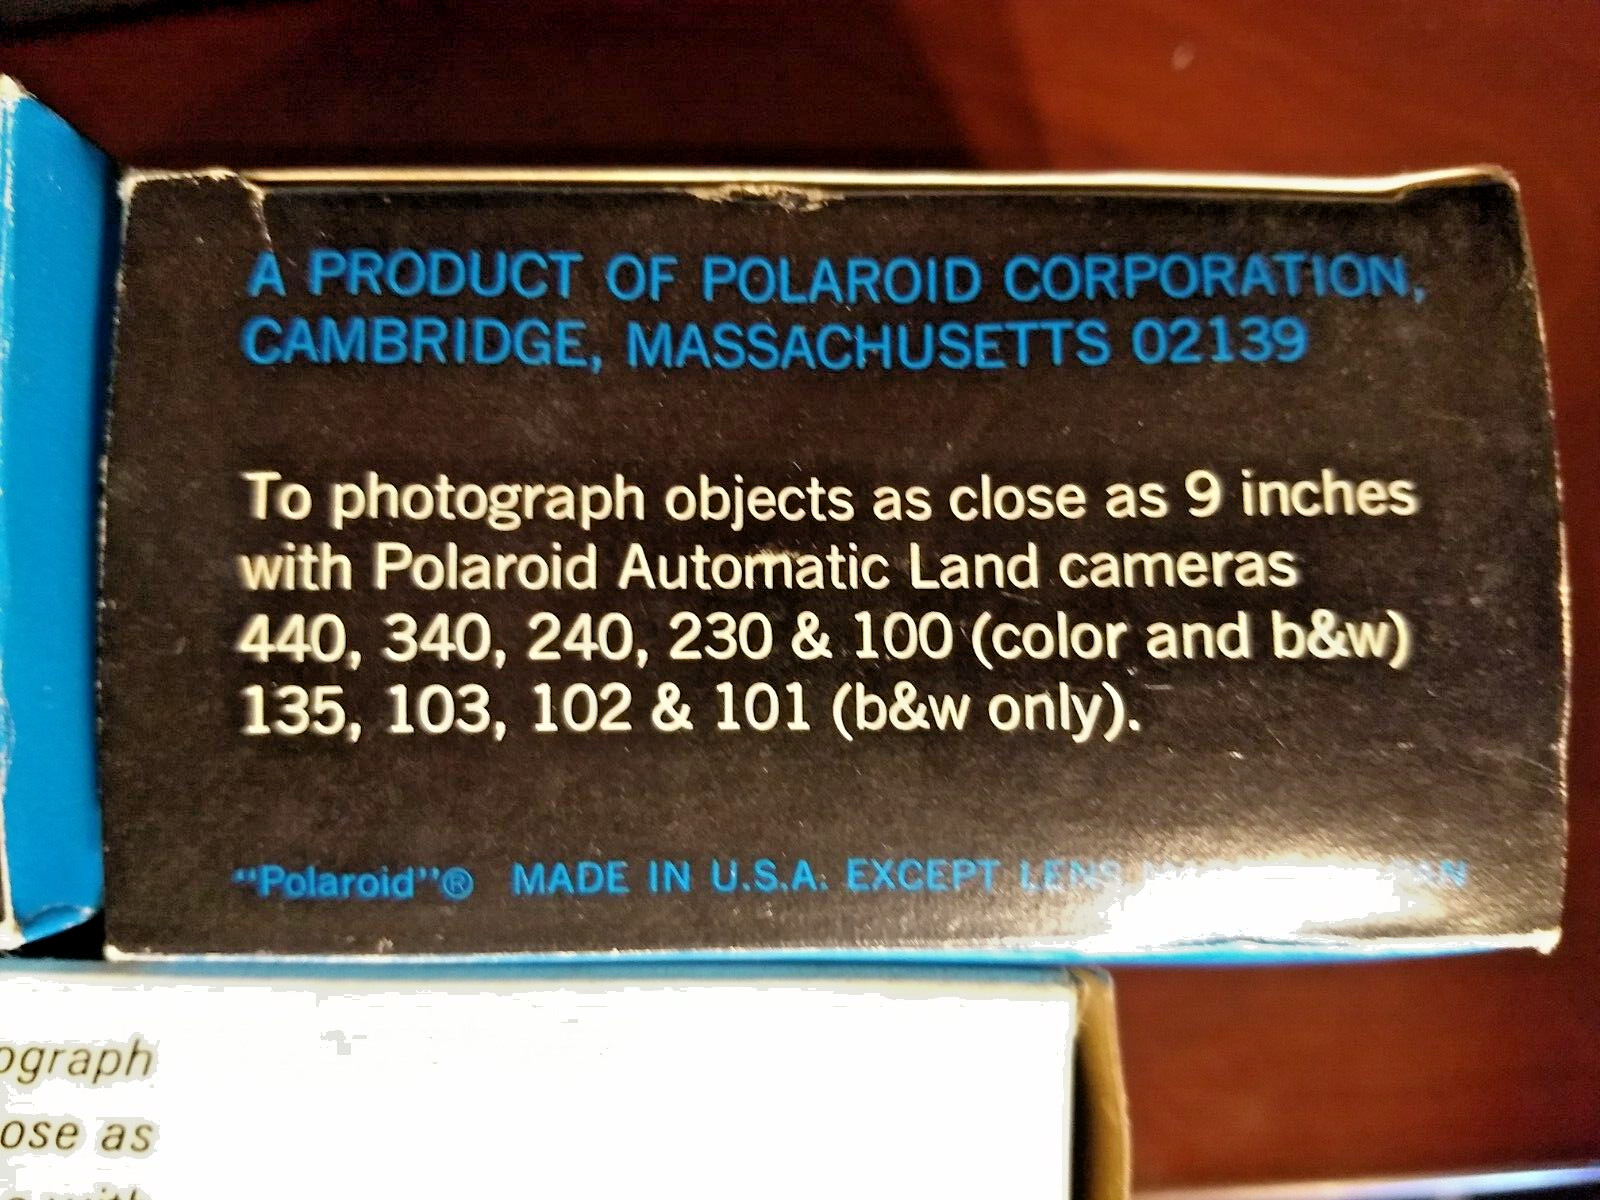 A PRODUCT OF POLAROID CORPORATION,
CAMBRIDGE, MASSACHUSETTS 02139
To photograph objects as close as 9 inches
with Polaroid Automatic Land cameras
440, 340, 240, 230 & 100 (color and b&w)
135, 103, 102 & 101 (b&w only).
"Polaroid"® MADE IN U.S.A. EXCEPT LENS
ograph
ose as